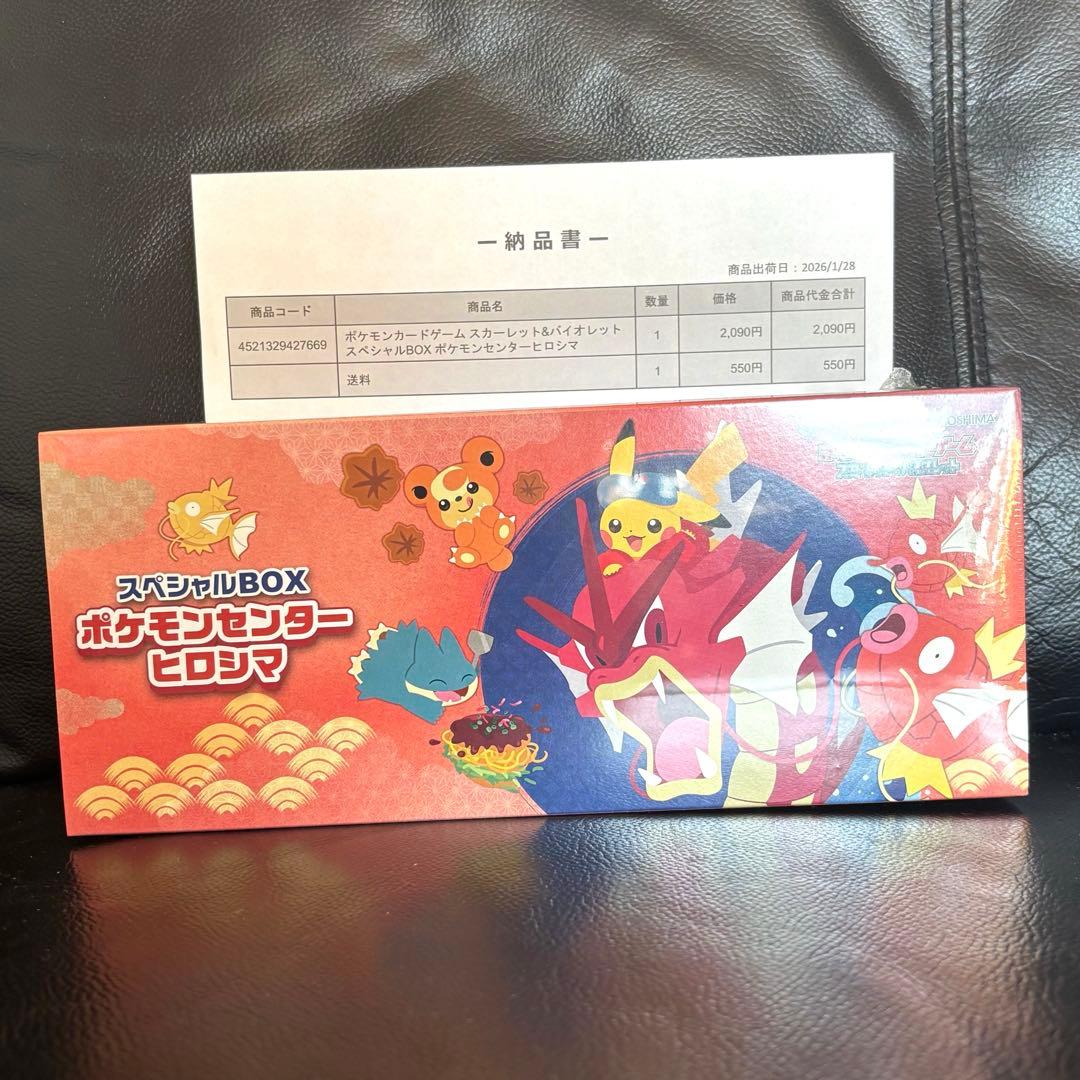 ー納品書ー
商品出荷日：2026/1/28
商品コード 商品名 数量 価格 商品代金合計
4521329427669 ポケモンカードゲーム スカーレット&バイオレット 1 2,090円 2,090円
スペシャルBOX ポケモンセンターヒロシマ
送料 1 550円 550円
OSHIMA
スペシャルBOX
ポケモンセンター
ヒロシマ